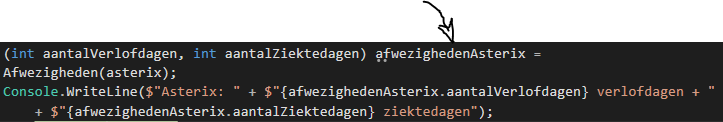 (int aantalVerlofdagen, int aantalZiektedagen) afwezighedenAsterix =
Afwezigheden(asterix);
Console.WriteLine($"Asterix: " + $"{afwezighedenAsterix.aantalVerlofdagen} verlofdagen + "
+ $"{afwezighedenAsterix.aantalZiektedagen} ziektedagen");